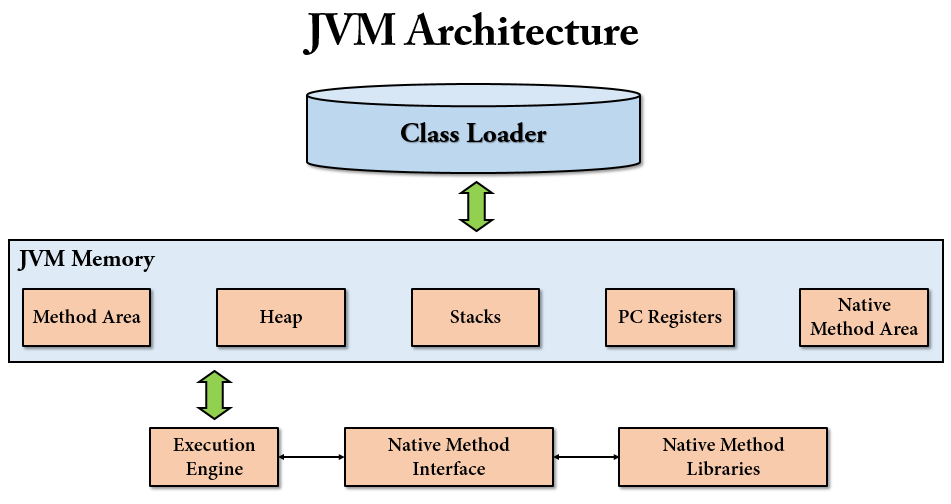 JVM Architecture
Class Loader
JVM Memory
Method Area
Heap
Stacks
PC Registers
Native
Method Area
Execution
Engine
Native Method
Interface
Native Method
Libraries